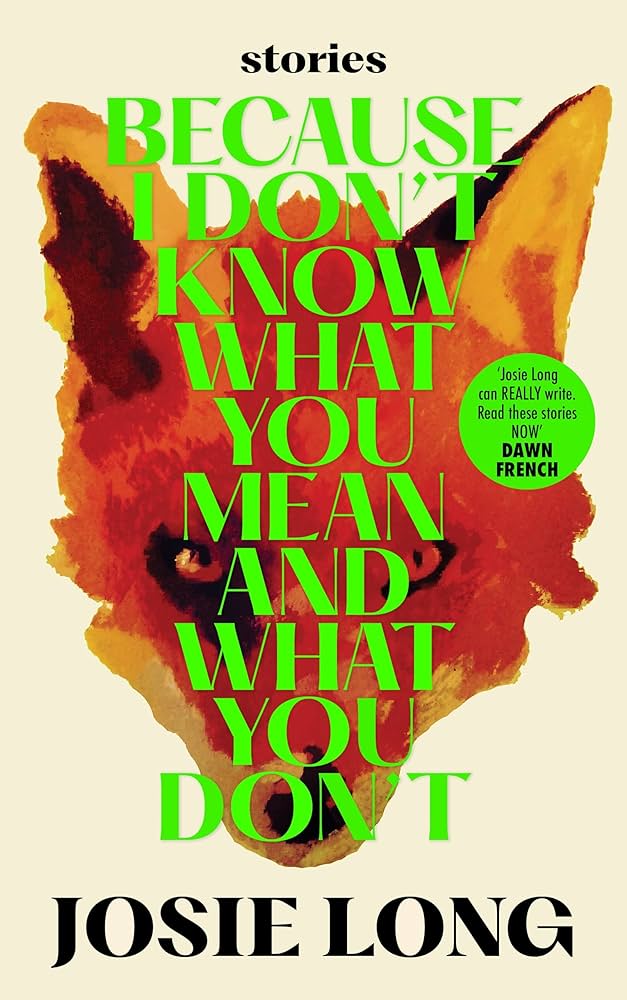 stories
BECAUSE
I DON'T
KNOW
WHAT
YOU
MEAN
AND
WHAT
YOU
DON'T
'Josie Long
can REALLY write.
Read these stories
NOW'
DAWN
FRENCH
JOSIE LONG